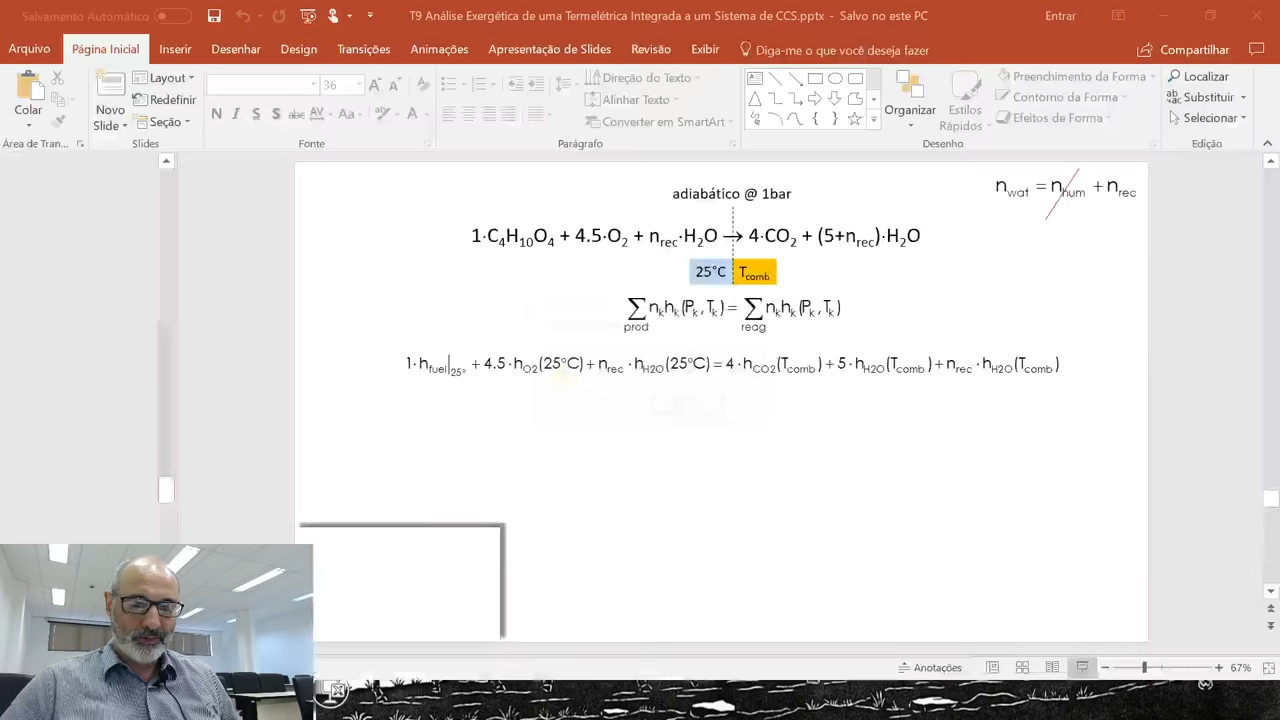 Salvamento Automático
T9 Análise Exergética de uma Termelétrica Integrada a um Sistema de CCS.pptx - Salvo no este PC
Entrar
Arquivo Página Inicial Inserir Desenhar Design Transições Animações Apresentação de Slides Revisão Exibir Diga-me o que você deseja fazer Compartilhar
Colar
Novo Slide
Layout
Redefinir
Seção
36
N I S S abc AV Aa A
Direção do Texto
Alinhar Texto
Converter em SmartArt
Organizar
Estilos Rápidos
Preenchimento da Forma
Contorno da Forma
Efeitos de Forma
Localizar
Substituir
Selecionar
Área de Tran... Slides Fonte Parágrafo Desenho Edição
adiabático @ 1bar
n_wat = n_hum + n_rec
1·C₄H₁₀O₄ + 4.5·O₂ + n_rec·H₂O → 4·CO₂ + (5+n_rec)·H₂O
25°C T_comb
∑_prod n_k h_k (P_k, T_k) = ∑_reag n_k h_k (P_k, T_k)
1·h_fuel|_25° + 4.5·h_O2(25°C) + n_rec·h_H2O(25°C) = 4·h_CO2(T_comb) + 5·h_H2O(T_comb) + n_rec·h_H2O(T_comb)
Anotações
67%